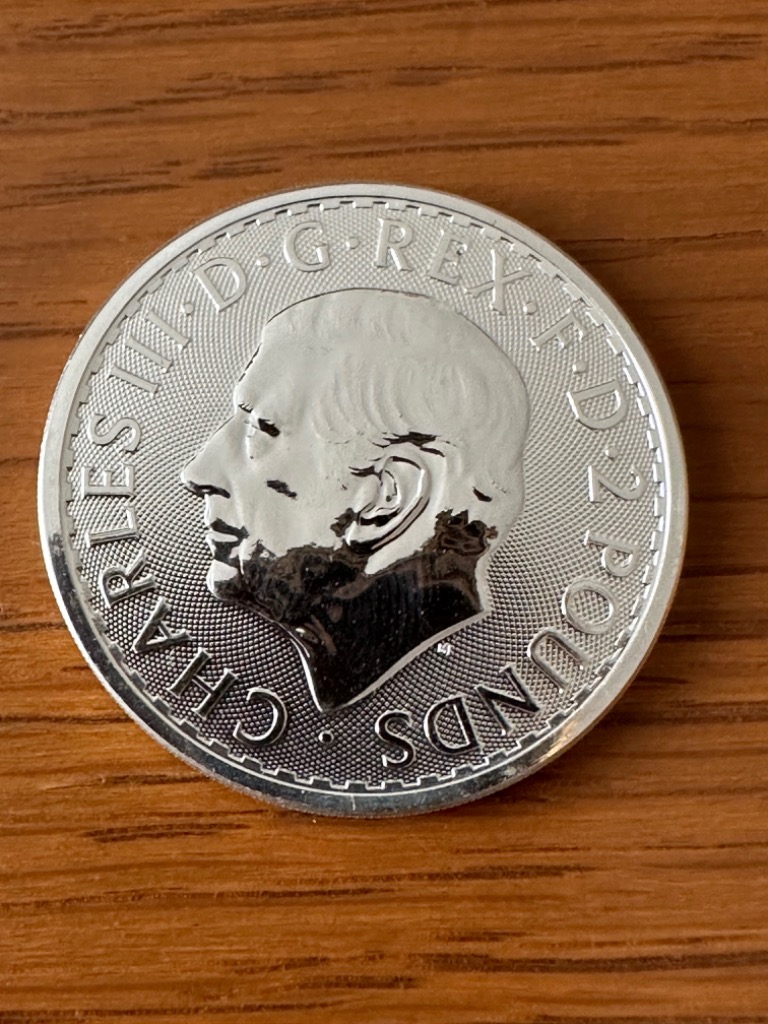 · CHARLES III · D · G · REX · F · D · 2 POUNDS